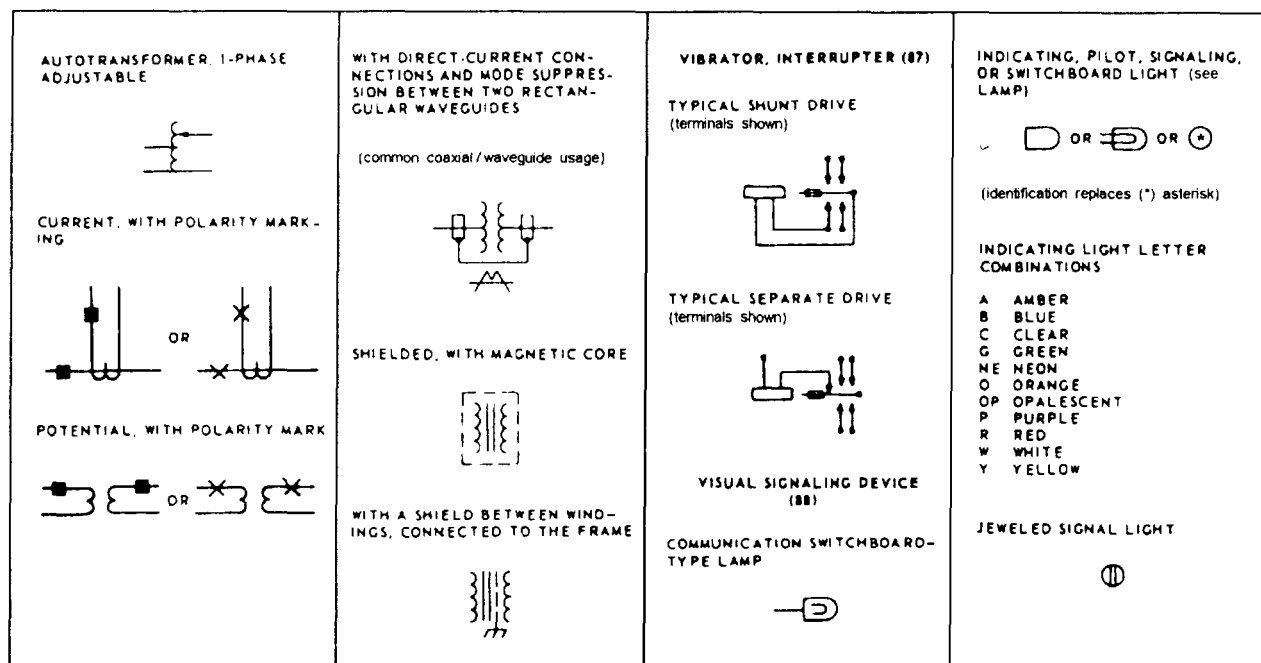 AUTOTRANSFORMER, 1-PHASE
ADJUSTABLE
CURRENT, WITH POLARITY MARK-
ING
OR
POTENTIAL, WITH POLARITY MARK
OR
WITH DIRECT-CURRENT CON-
NECTIONS AND MODE SUPPRES-
SION BETWEEN TWO RECTAN-
GULAR WAVEGUIDES
(common coaxial/waveguide usage)
SHIELDED, WITH MAGNETIC CORE
WITH A SHIELD BETWEEN WIND-
INGS, CONNECTED TO THE FRAME
VIBRATOR, INTERRUPTER (87)
TYPICAL SHUNT DRIVE
(terminals shown)
TYPICAL SEPARATE DRIVE
(terminals shown)
VISUAL SIGNALING DEVICE
(88)
COMMUNICATION SWITCHBOARD-
TYPE LAMP
INDICATING, PILOT, SIGNALING,
OR SWITCHBOARD LIGHT (see
LAMP)
OR OR *
(identification replaces (*) asterisk)
INDICATING LIGHT LETTER
COMBINATIONS
A AMBER
B BLUE
C CLEAR
G GREEN
NE NEON
O ORANGE
OP OPALESCENT
P PURPLE
R RED
W WHITE
Y YELLOW
JEWELED SIGNAL LIGHT